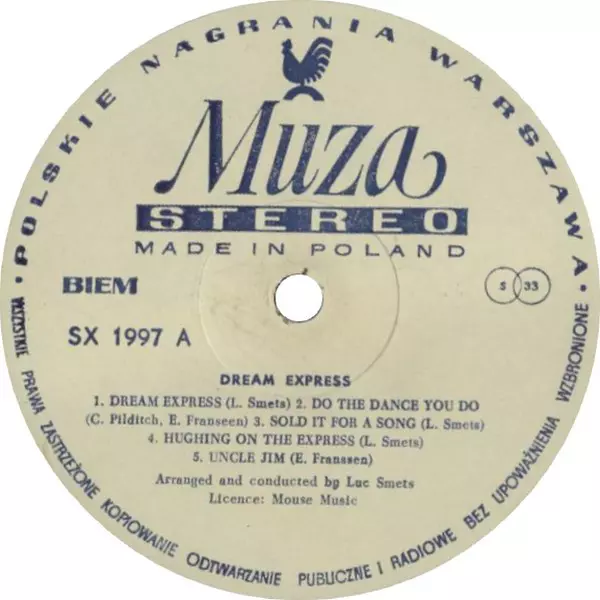 POLSKIE NAGRANIA WARSZAWA
Muza
STEREO
MADE IN POLAND
BIEM
S 33
SX 1997 A
DREAM EXPRESS
1. DREAM EXPRESS (L. Smets) 2. DO THE DANCE YOU DO
(C. Pilditch, E. Franseen) 3. SOLD IT FOR A SONG (L. Smets)
4. HUGHING ON THE EXPRESS (L. Smets)
5. UNCLE JIM (E. Franssen)
Arranged and conducted by Luc Smets
Licence: Mouse Music
WSZYSTKIE PRAWA ZASTRZEŻONE KOPIOWANIE ODTWARZANIE PUBLICZNE I RADIOWE BEZ UPOWAŻNIENIA WZBRONIONE